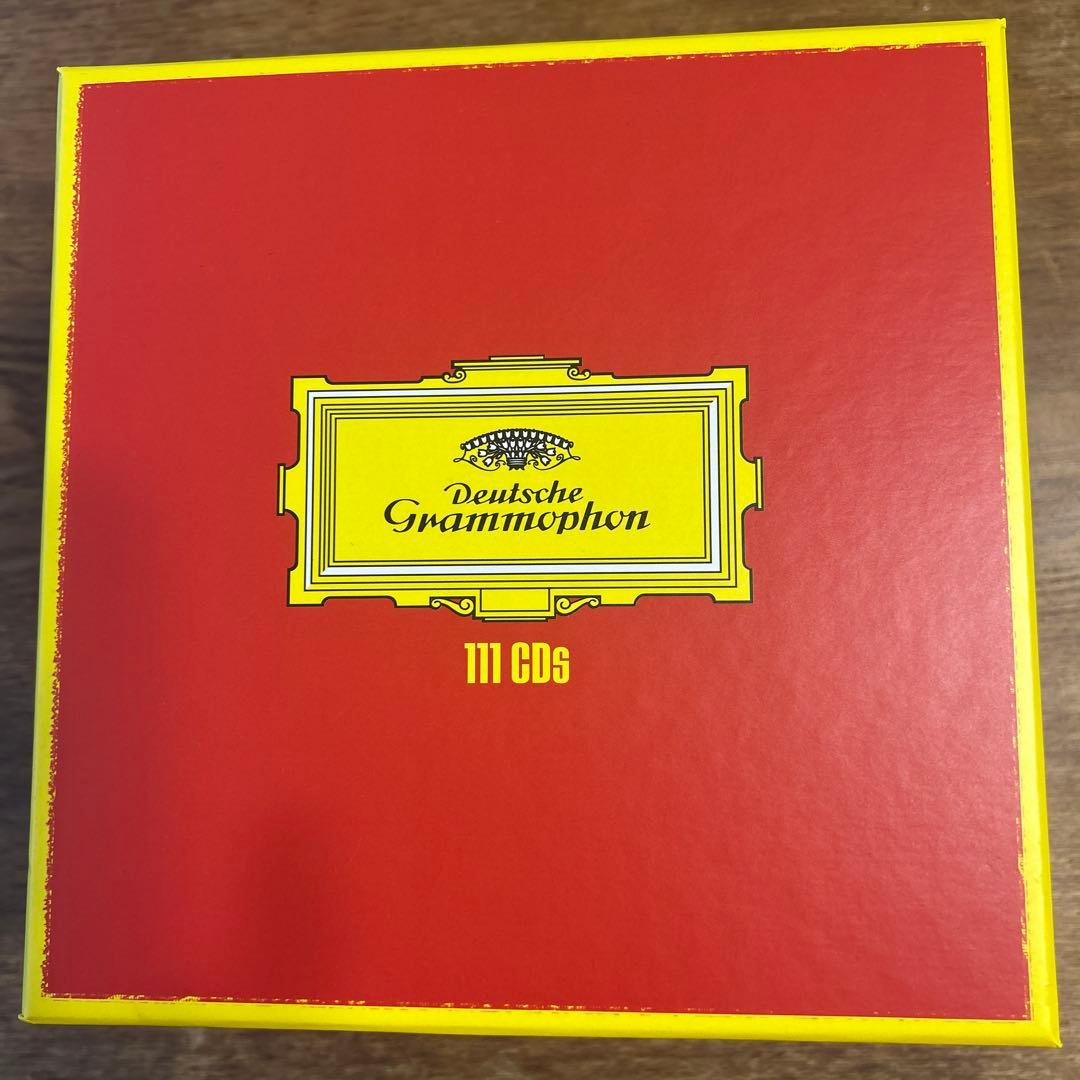 Deutsche
Grammophon
111 CDs